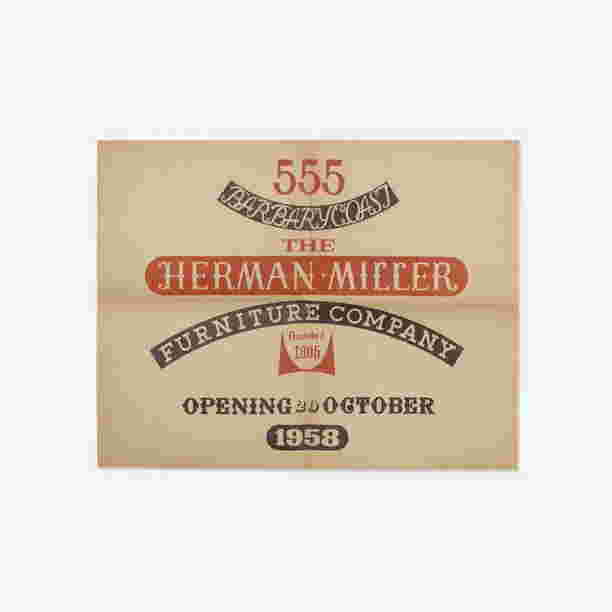 555
BARBARY COAST
THE
HERMAN·MILLER
FURNITURE COMPANY
Founded
1905
OPENING 20 OCTOBER
1958